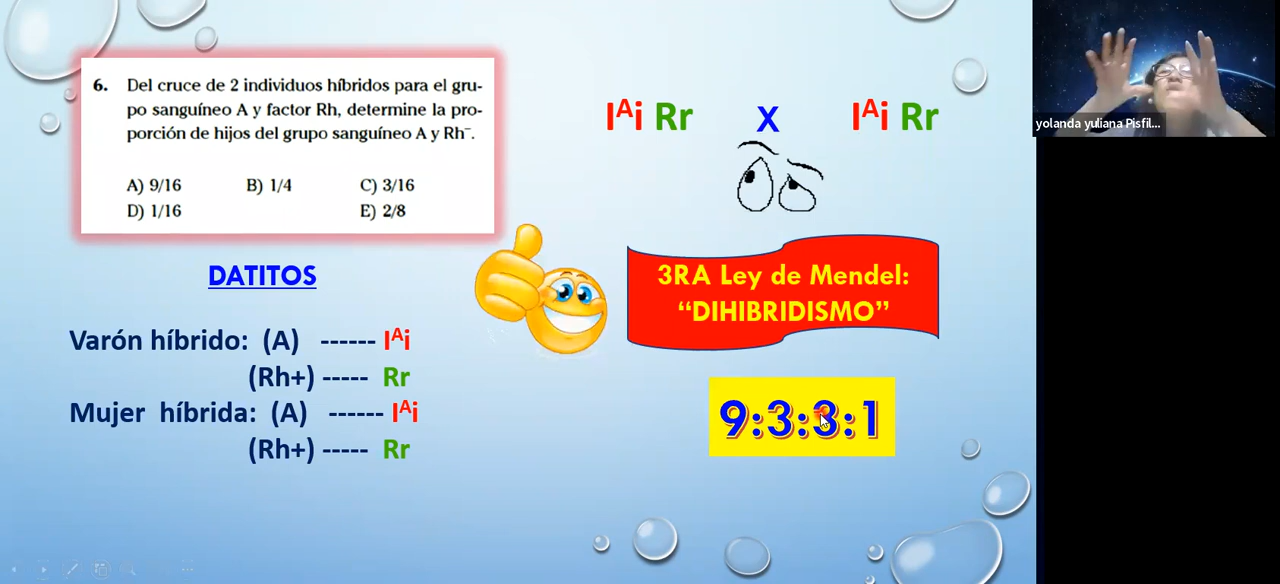 6. Del cruce de 2 individuos híbridos para el gru-
po sanguíneo A y factor Rh, determine la pro-
porción de hijos del grupo sanguíneo A y Rh⁻.
A) 9/16 B) 1/4 C) 3/16
D) 1/16 E) 2/8
DATITOS
Varón híbrido: (A) ------ Iᴬi
(Rh+) ----- Rr
Mujer híbrida: (A) ------ Iᴬi
(Rh+) ----- Rr
Iᴬi Rr X Iᴬi Rr
3RA Ley de Mendel:
“DIHIBRIDISMO”
9:3:3:1
yolanda yuliana Pisfil...